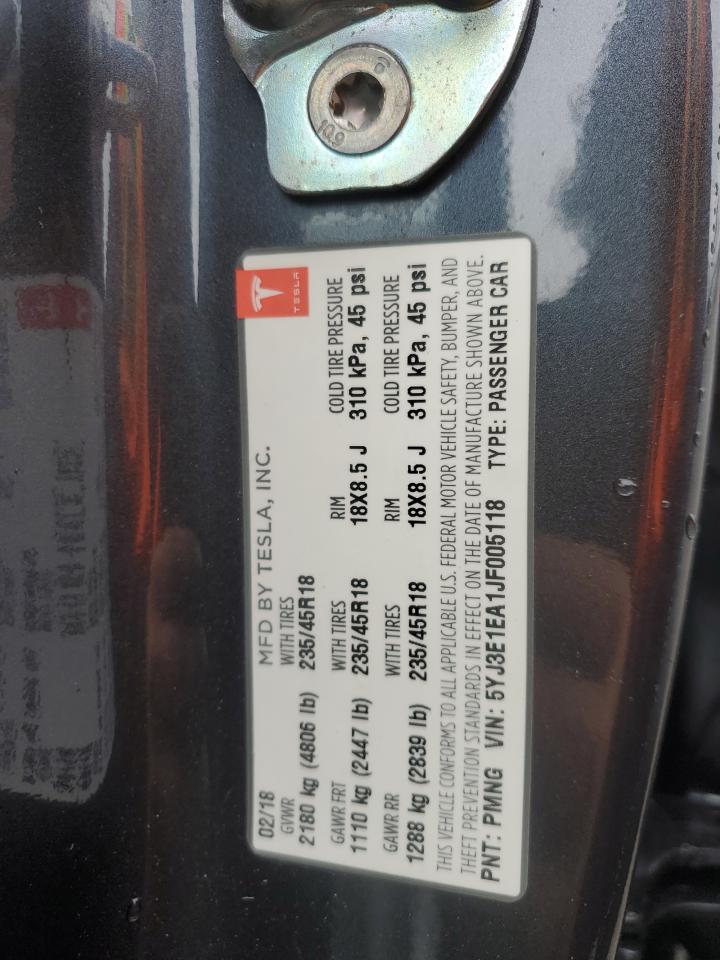 10.9
TESLA
02/18 MFD BY TESLA, INC.
GVWR WITH TIRES
2180 kg (4806 lb) 235/45R18
GAWR FRT WITH TIRES RIM COLD TIRE PRESSURE
1110 kg (2447 lb) 235/45R18 18X8.5 J 310 kPa, 45 psi
GAWR RR WITH TIRES RIM COLD TIRE PRESSURE
1288 kg (2839 lb) 235/45R18 18X8.5 J 310 kPa, 45 psi
THIS VEHICLE CONFORMS TO ALL APPLICABLE U.S. FEDERAL MOTOR VEHICLE SAFETY, BUMPER, AND
THEFT PREVENTION STANDARDS IN EFFECT ON THE DATE OF MANUFACTURE SHOWN ABOVE.
PNT: PMNG VIN: 5YJ3E1EA1JF005118 TYPE: PASSENGER CAR